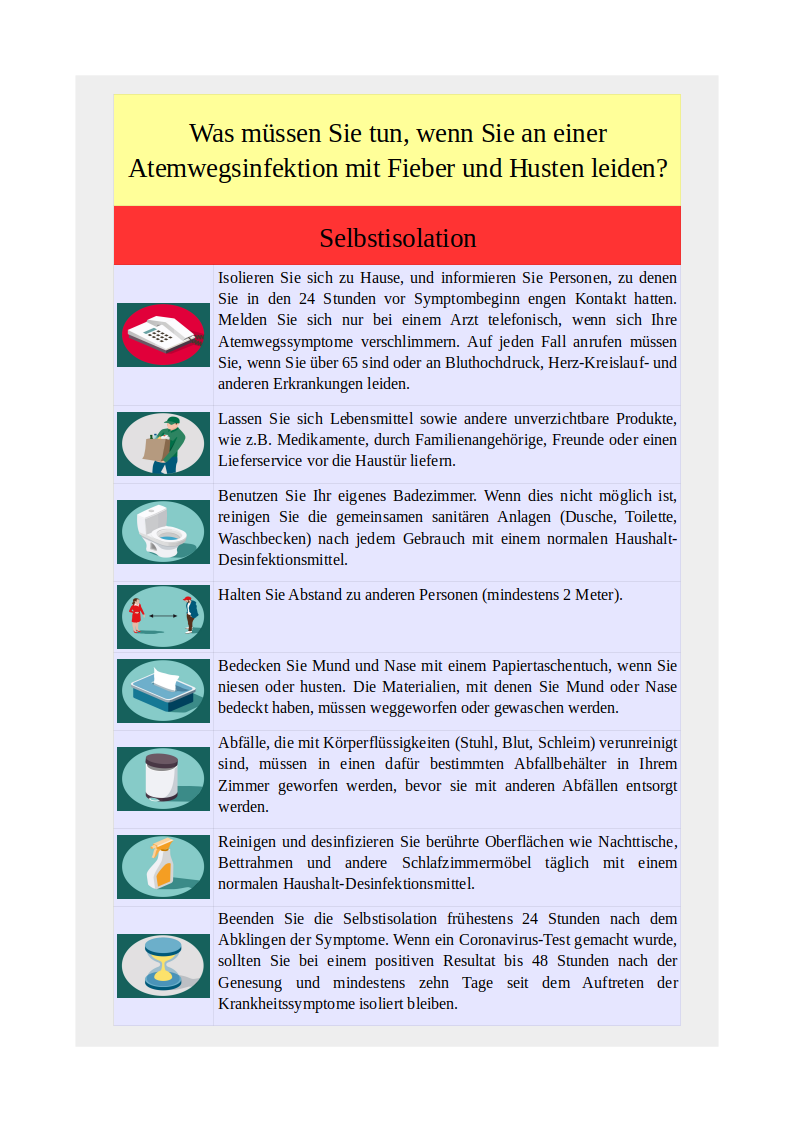 Was müssen Sie tun, wenn Sie an einer
Atemwegsinfektion mit Fieber und Husten leiden?
Selbstisolation
Isolieren Sie sich zu Hause, und informieren Sie Personen, zu denen
Sie in den 24 Stunden vor Symptombeginn engen Kontakt hatten.
Melden Sie sich nur bei einem Arzt telefonisch, wenn sich Ihre
Atemwegssymptome verschlimmern. Auf jeden Fall anrufen müssen
Sie, wenn Sie über 65 sind oder an Bluthochdruck, Herz-Kreislauf- und
anderen Erkrankungen leiden.
Lassen Sie sich Lebensmittel sowie andere unverzichtbare Produkte,
wie z.B. Medikamente, durch Familienangehörige, Freunde oder einen
Lieferservice vor die Haustür liefern.
Benutzen Sie Ihr eigenes Badezimmer. Wenn dies nicht möglich ist,
reinigen Sie die gemeinsamen sanitären Anlagen (Dusche, Toilette,
Waschbecken) nach jedem Gebrauch mit einem normalen Haushalt-
Desinfektionsmittel.
Halten Sie Abstand zu anderen Personen (mindestens 2 Meter).
Bedecken Sie Mund und Nase mit einem Papiertaschentuch, wenn Sie
niesen oder husten. Die Materialien, mit denen Sie Mund oder Nase
bedeckt haben, müssen weggeworfen oder gewaschen werden.
Abfälle, die mit Körperflüssigkeiten (Stuhl, Blut, Schleim) verunreinigt
sind, müssen in einen dafür bestimmten Abfallbehälter in Ihrem
Zimmer geworfen werden, bevor sie mit anderen Abfällen entsorgt
werden.
Reinigen und desinfizieren Sie berührte Oberflächen wie Nachttische,
Bettrahmen und andere Schlafzimmermöbel täglich mit einem
normalen Haushalt-Desinfektionsmittel.
Beenden Sie die Selbstisolation frühestens 24 Stunden nach dem
Abklingen der Symptome. Wenn ein Coronavirus-Test gemacht wurde,
sollten Sie bei einem positiven Resultat bis 48 Stunden nach der
Genesung und mindestens zehn Tage seit dem Auftreten der
Krankheitssymptome isoliert bleiben.